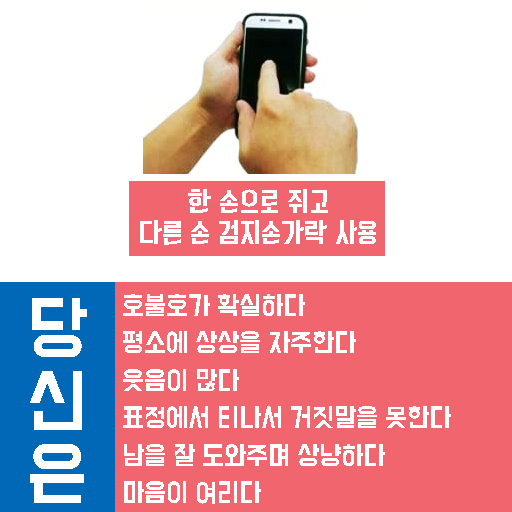 한 손으로 쥐고
다른 손 검지손가락 사용
당신은
호불호가 확실하다
평소에 상상을 자주한다
웃음이 많다
표정에서 티나서 거짓말을 못한다
남을 잘 도와주며 상냥하다
마음이 여리다